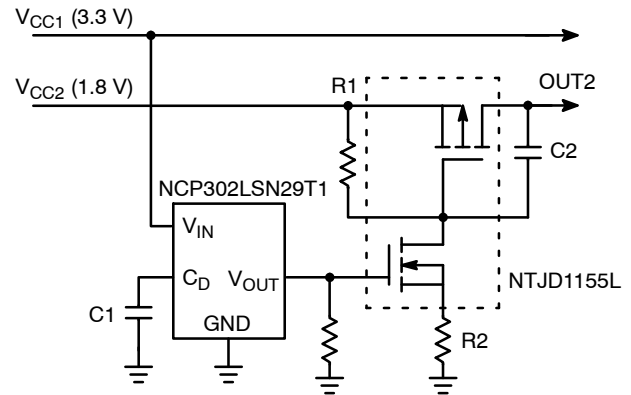 VCC1 (3.3 V)
VCC2 (1.8 V)
R1
OUT2
C2
NCP302LSN29T1
VIN
CD
VOUT
GND
C1
NTJD1155L
R2